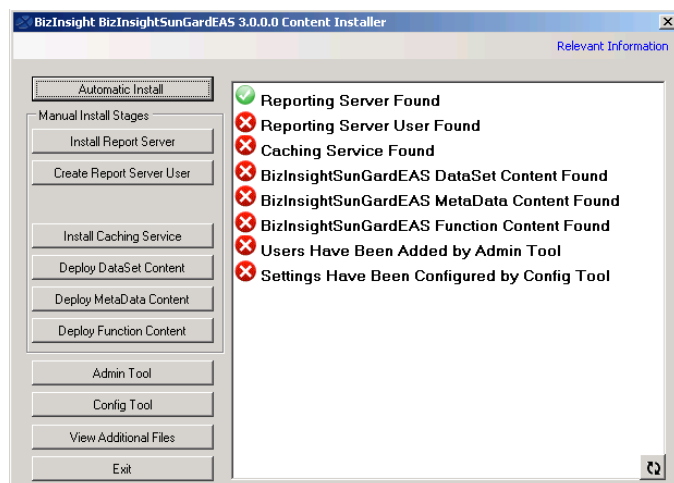 BizInsight BizInsightSunGardEAS 3.0.0.0 Content Installer
Relevant Information
Automatic Install
Manual Install Stages
Install Report Server
Create Report Server User
Install Caching Service
Deploy DataSet Content
Deploy MetaData Content
Deploy Function Content
Admin Tool
Config Tool
View Additional Files
Exit
Reporting Server Found
Reporting Server User Found
Caching Service Found
BizInsightSunGardEAS DataSet Content Found
BizInsightSunGardEAS MetaData Content Found
BizInsightSunGardEAS Function Content Found
Users Have Been Added by Admin Tool
Settings Have Been Configured by Config Tool